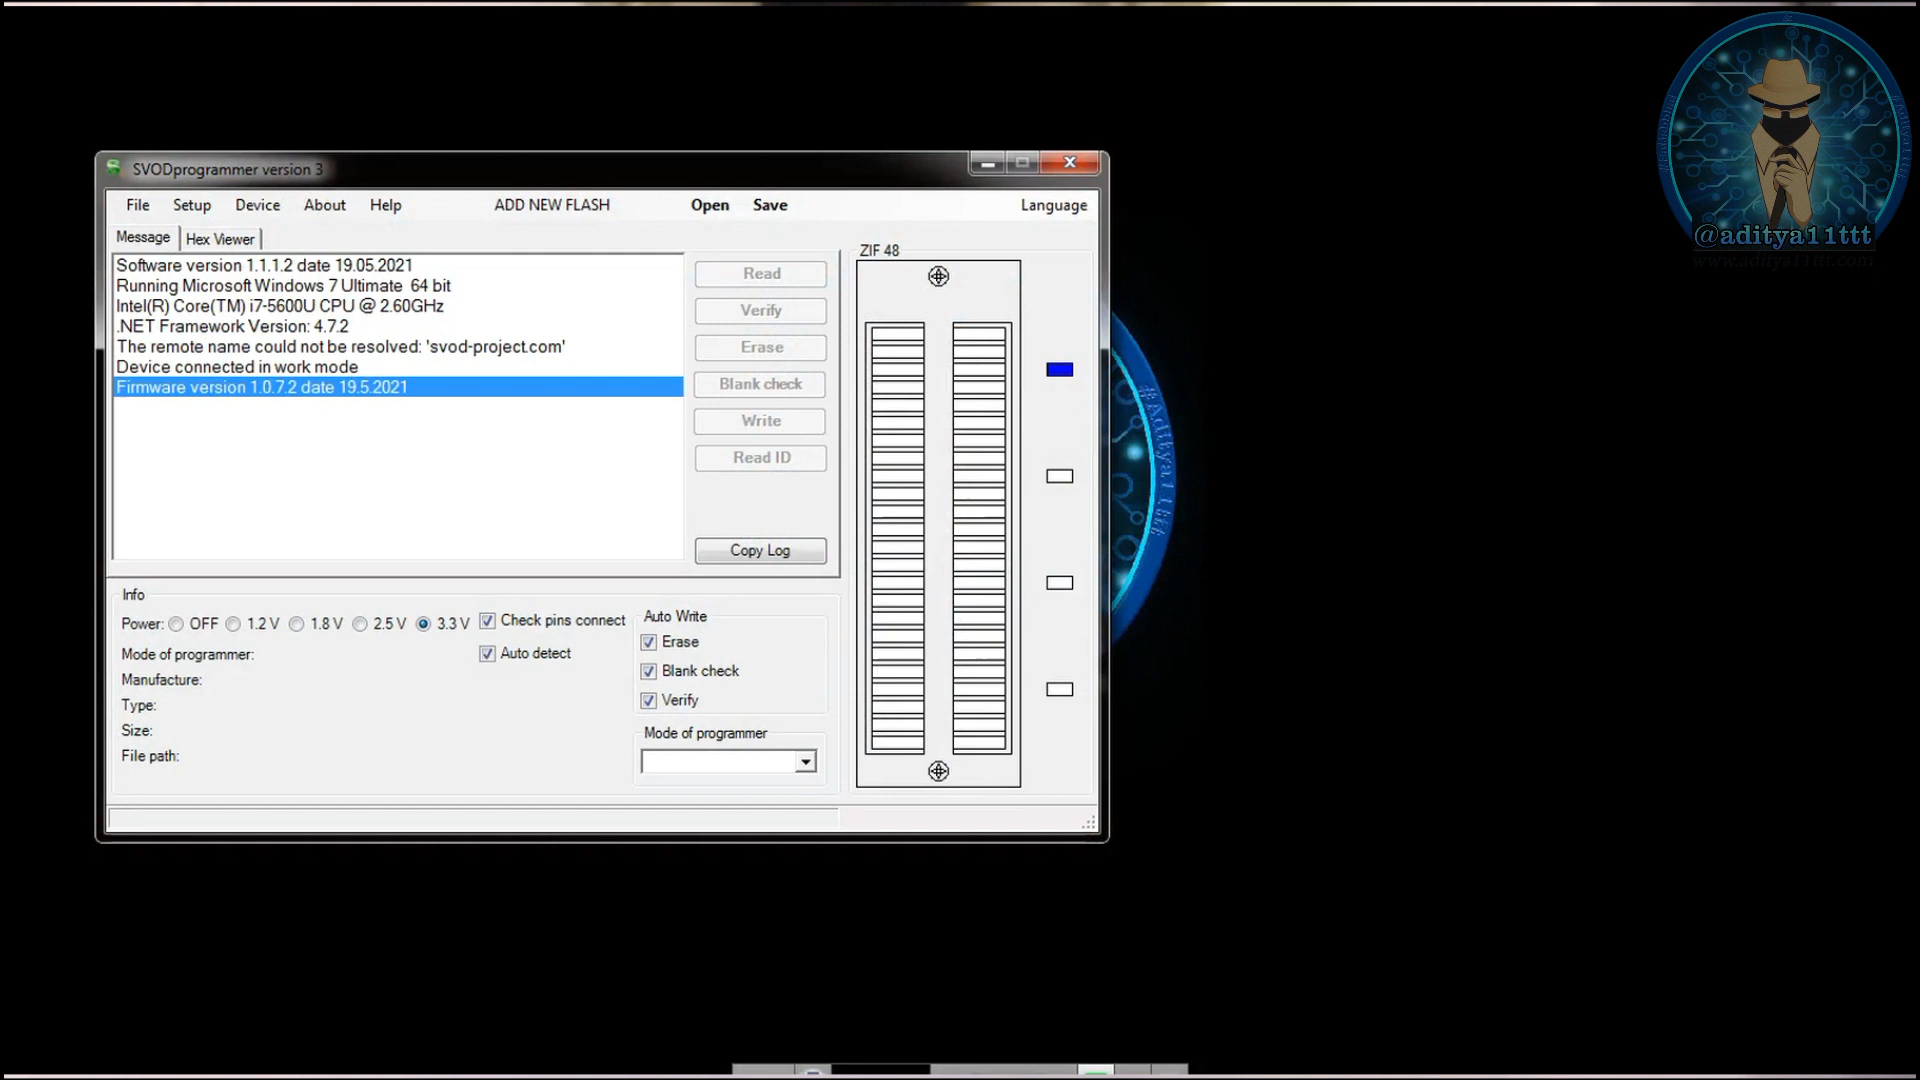 @aditya11ttt
www.aditya11ttt.com
SVODprogrammer version 3
File Setup Device About Help ADD NEW FLASH Open Save Language
Message Hex Viewer
Software version 1.1.1.2 date 19.05.2021
Running Microsoft Windows 7 Ultimate 64 bit
Intel(R) Core(TM) i7-5600U CPU @ 2.60GHz
.NET Framework Version: 4.7.2
The remote name could not be resolved: 'svod-project.com'
Device connected in work mode
Firmware version 1.0.7.2 date 19.5.2021
Read
Verify
Erase
Blank check
Write
Read ID
Copy Log
ZIF 48
#Aditya11ttt
Info
Power: OFF 1.2 V 1.8 V 2.5 V 3.3 V
Check pins connect
Auto detect
Mode of programmer:
Manufacture:
Type:
Size:
File path:
Auto Write
Erase
Blank check
Verify
Mode of programmer